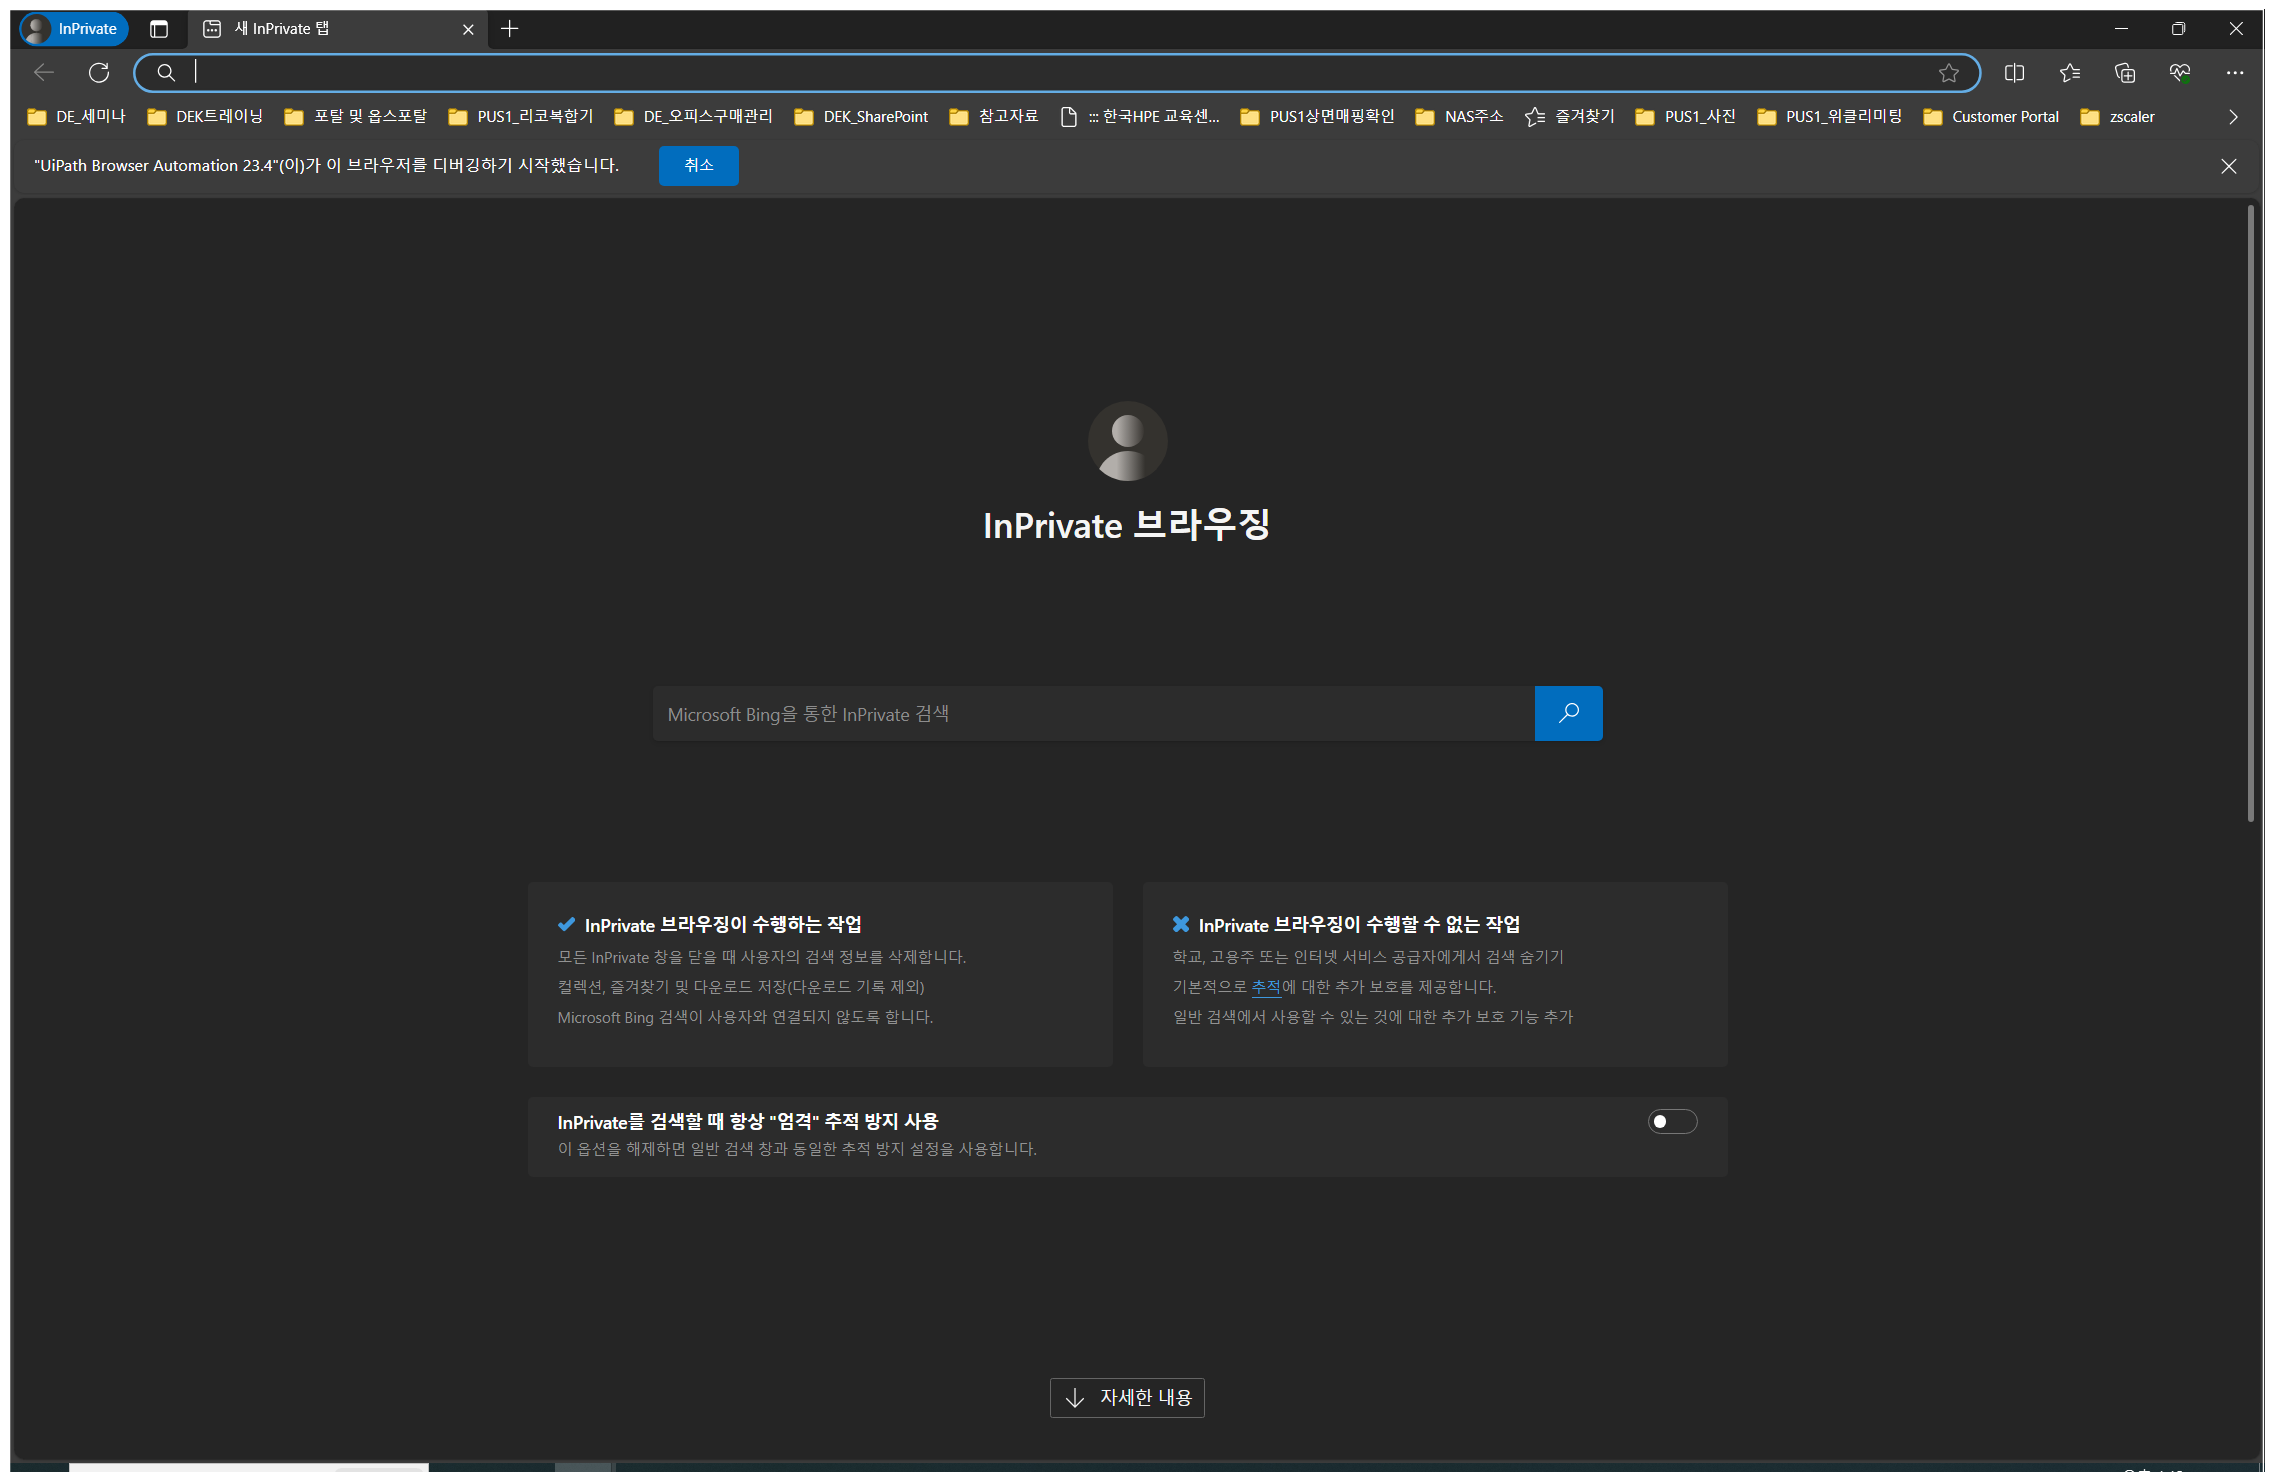 InPrivate
새 InPrivate 탭
DE_세미나
DEK트레이닝
포탈 및 옵스포탈
PUS1_리코복합기
DE_오피스구매관리
DEK_SharePoint
참고자료
::: 한국HPE 교육센...
PUS1상면매핑확인
NAS주소
즐겨찾기
PUS1_사진
PUS1_위클리미팅
Customer Portal
zscaler
"UiPath Browser Automation 23.4"(이)가 이 브라우저를 디버깅하기 시작했습니다.
취소
InPrivate 브라우징
Microsoft Bing을 통한 InPrivate 검색
InPrivate 브라우징이 수행하는 작업
모든 InPrivate 창을 닫을 때 사용자의 검색 정보를 삭제합니다.
컬렉션, 즐겨찾기 및 다운로드 저장(다운로드 기록 제외)
Microsoft Bing 검색이 사용자와 연결되지 않도록 합니다.
InPrivate 브라우징이 수행할 수 없는 작업
학교, 고용주 또는 인터넷 서비스 공급자에게서 검색 숨기기
기본적으로 추적에 대한 추가 보호를 제공합니다.
일반 검색에서 사용할 수 있는 것에 대한 추가 보호 기능 추가
InPrivate를 검색할 때 항상 "엄격" 추적 방지 사용
이 옵션을 해제하면 일반 검색 창과 동일한 추적 방지 설정을 사용합니다.
자세한 내용